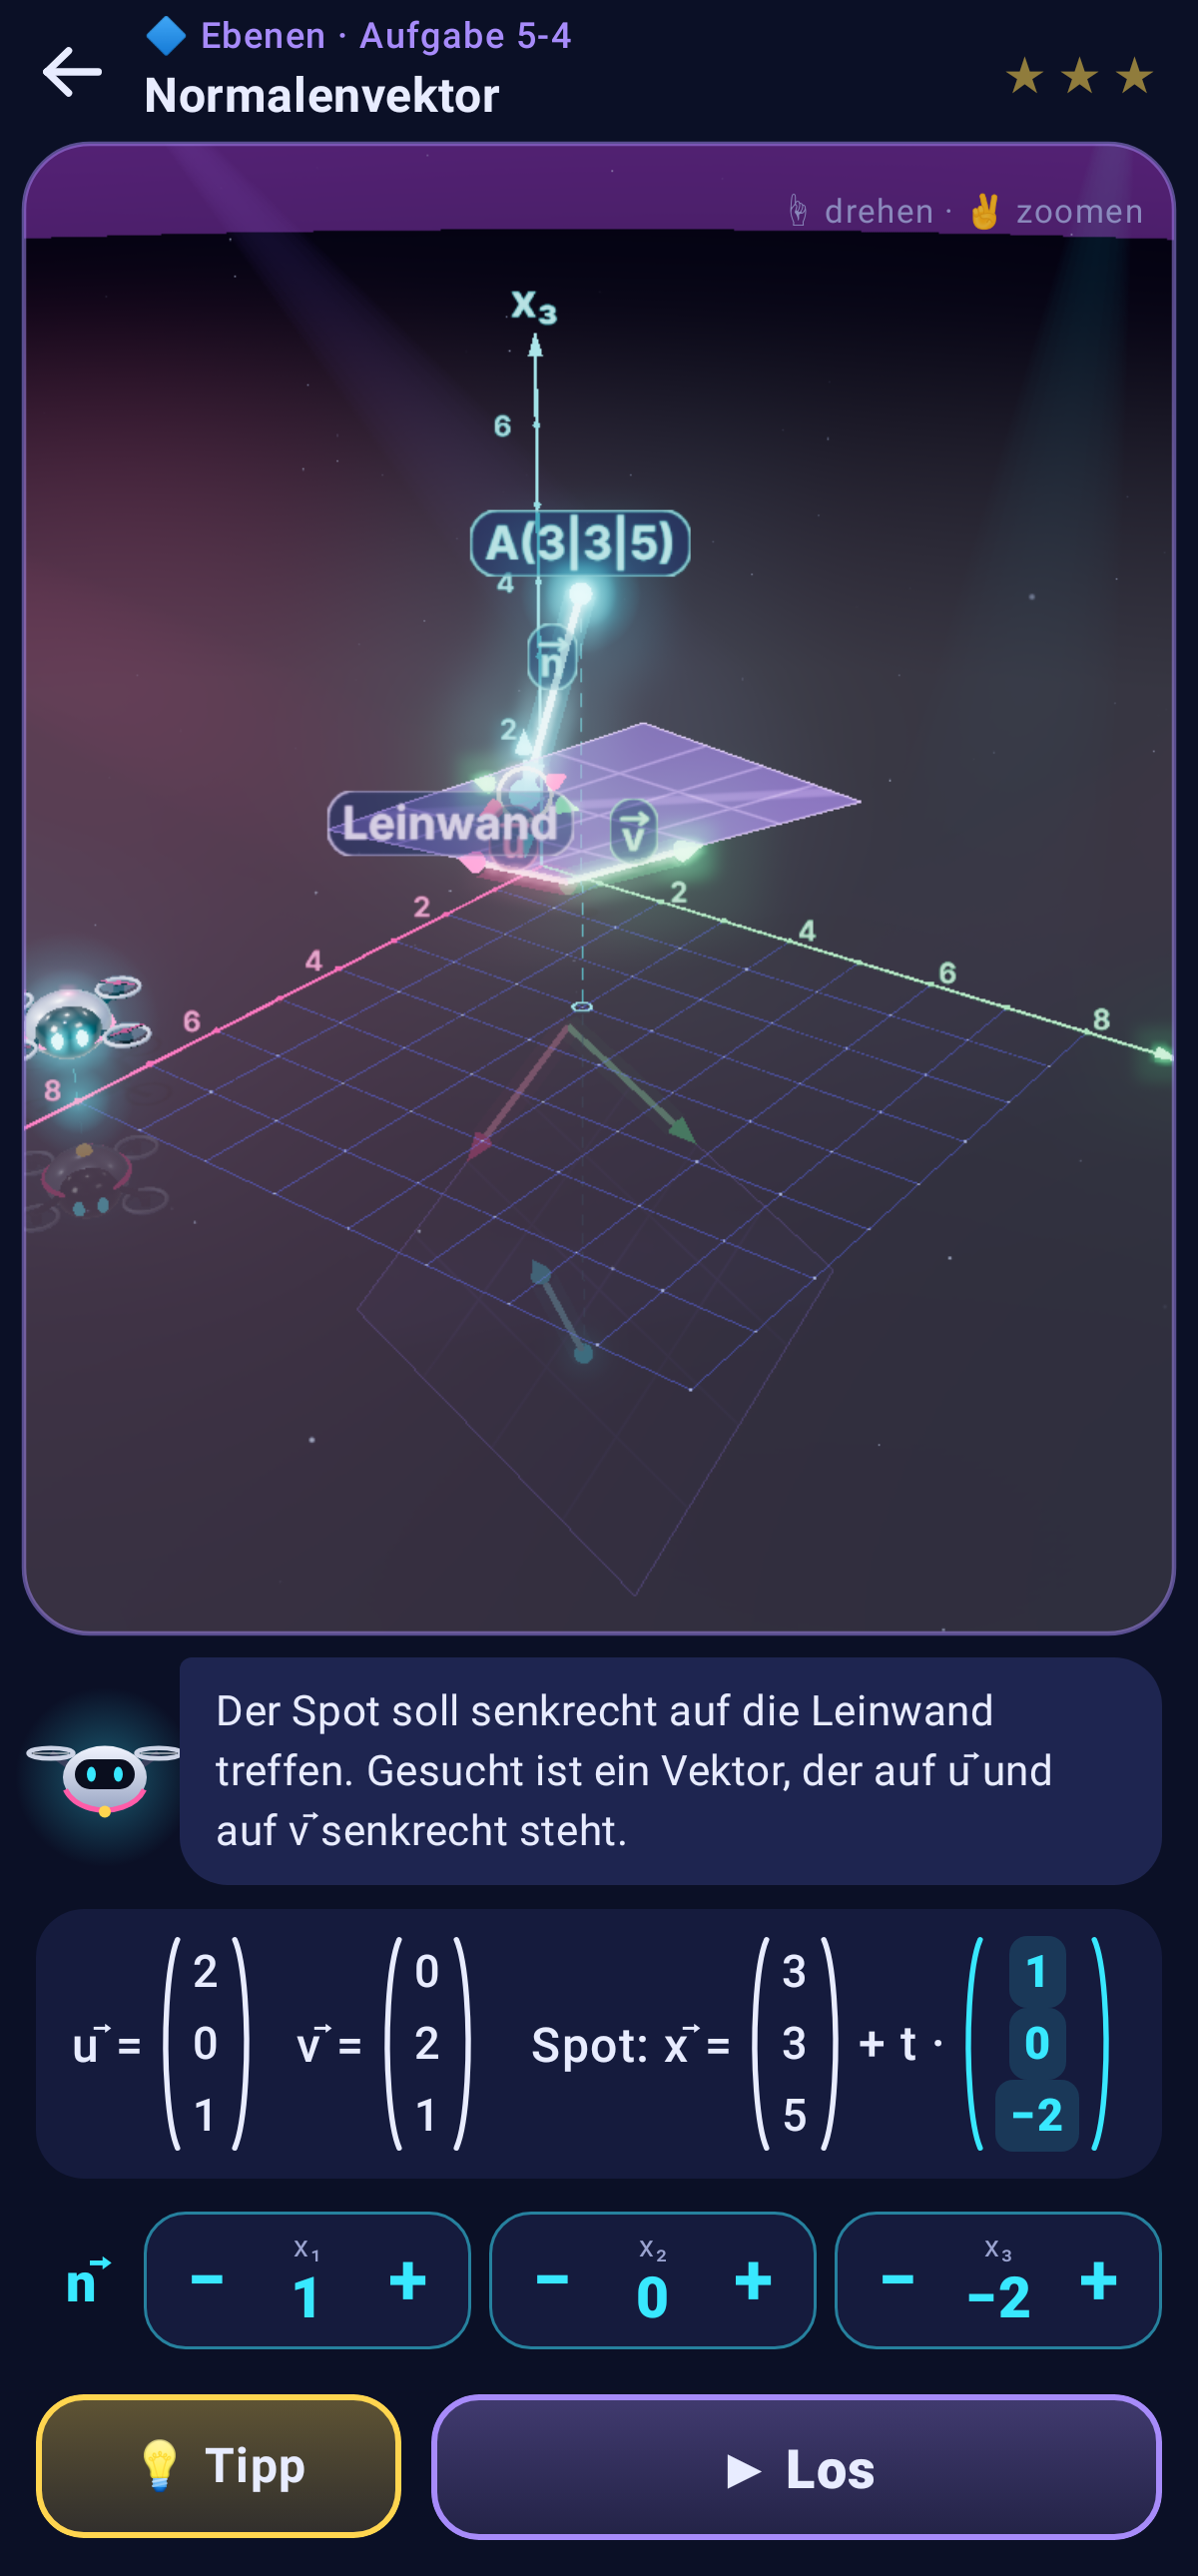 🔷 Ebenen · Aufgabe 5-4
Normalenvektor
★ ★ ★
☝ drehen · ✌ zoomen
x₃
6
A(3|3|5)
4
n⃗
2
Leinwand
u
v⃗
2
2
4
4
6
6
8
8
Der Spot soll senkrecht auf die Leinwand
treffen. Gesucht ist ein Vektor, der auf u⃗ und
auf v⃗ senkrecht steht.
u⃗ = (2 0 1) v⃗ = (0 2 1) Spot: x⃗ = (3 3 5) + t · (1 0 −2)
n⃗
x₁ x₂ x₃
− 1 + − 0 + − −2 +
💡 Tipp
▶ Los